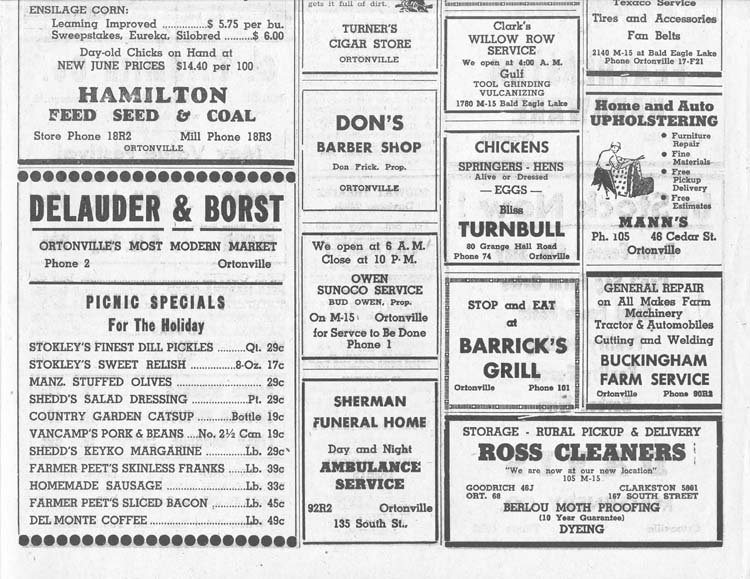 ENSILAGE CORN:
Leaming Improved ...............$ 5.75 per bu.
Sweepstakes, Eureka, Silobred ......$ 6.00
Day-old Chicks on Hand at
NEW JUNE PRICES $14.40 per 100
HAMILTON
FEED SEED & COAL
Store Phone 18R2 Mill Phone 18R3
ORTONVILLE
DELAUDER & BORST
ORTONVILLE'S MOST MODERN MARKET
Phone 2 Ortonville
PICNIC SPECIALS
For The Holiday
STOKLEY'S FINEST DILL PICKLES ..........Qt. 29c
STOKLEY'S SWEET RELISH ................8-Oz. 17c
MANZ. STUFFED OLIVES ........................ 29c
SHEDD'S SALAD DRESSING .................Pt. 29c
COUNTRY GARDEN CATSUP ......Bottle 19c
VANCAMP'S PORK & BEANS ....No. 2½ Can 19c
SHEDD'S KEYKO MARGARINE ............Lb. 29c
FARMER PEET'S SKINLESS FRANKS .....Lb. 39c
HOMEMADE SAUSAGE ......................Lb. 33c
FARMER PEET'S SLICED BACON ..........Lb. 45c
DEL MONTE COFFEE ..........................Lb. 49c
gets it full of dirt.
TURNER'S
CIGAR STORE
ORTONVILLE
DON'S
BARBER SHOP
Don Frick, Prop.
ORTONVILLE
We open at 6 A.M.
Close at 10 P.M.
OWEN
SUNOCO SERVICE
BUD OWEN, Prop.
On M-15 Ortonville
for Servce to Be Done
Phone 1
SHERMAN
FUNERAL HOME
Day and Night
AMBULANCE
SERVICE
92R2 Ortonville
135 South St..
Clark's
WILLOW ROW
SERVICE
We open at 4:00 A.M.
Gulf
TOOL GRINDING
VULCANIZING
1780 M-15 Bald Eagle Lake
CHICKENS
SPRINGERS - HENS
Alive or Dressed
— EGGS —
Bliss
TURNBULL
80 Grange Hall Road
Phone 74 Ortonville
STOP and EAT
at
BARRICK'S
GRILL
Ortonville Phone 101
Texaco Service
Tires and Accessories
Fan Belts
2140 M-15 at Bald Eagle Lake
Phone Ortonville 17-F21
Home and Auto
UPHOLSTERING
● Furniture
Repair
● Fine
Materials
● Free
Pickup
Delivery
● Free
Estimates
MANN'S
Ph. 105 46 Cedar St.
Ortonville
GENERAL REPAIR
on All Makes Farm
Machinery
Tractor & Automobiles
Cutting and Welding
BUCKINGHAM
FARM SERVICE
Ortonville Phone 90R2
STORAGE - RURAL PICKUP & DELIVERY
ROSS CLEANERS
"We are now at our new location"
105 M-15
GOODRICH 46J CLARKSTON 5861
ORT. 68 167 SOUTH STREET
BERLOU MOTH PROOFING
(10 Year Guarantee)
DYEING